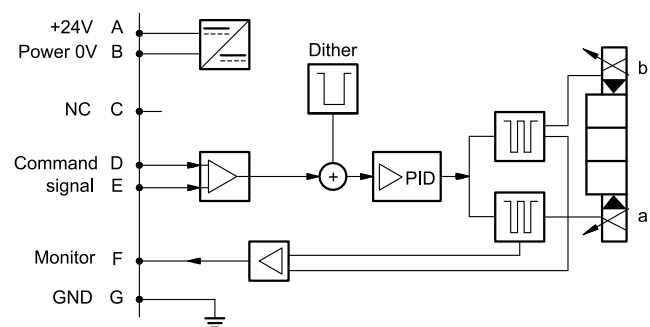 +24V A
Power 0V B
Dither
b
NC C
Command D
signal E
PID
a
Monitor F
GND G